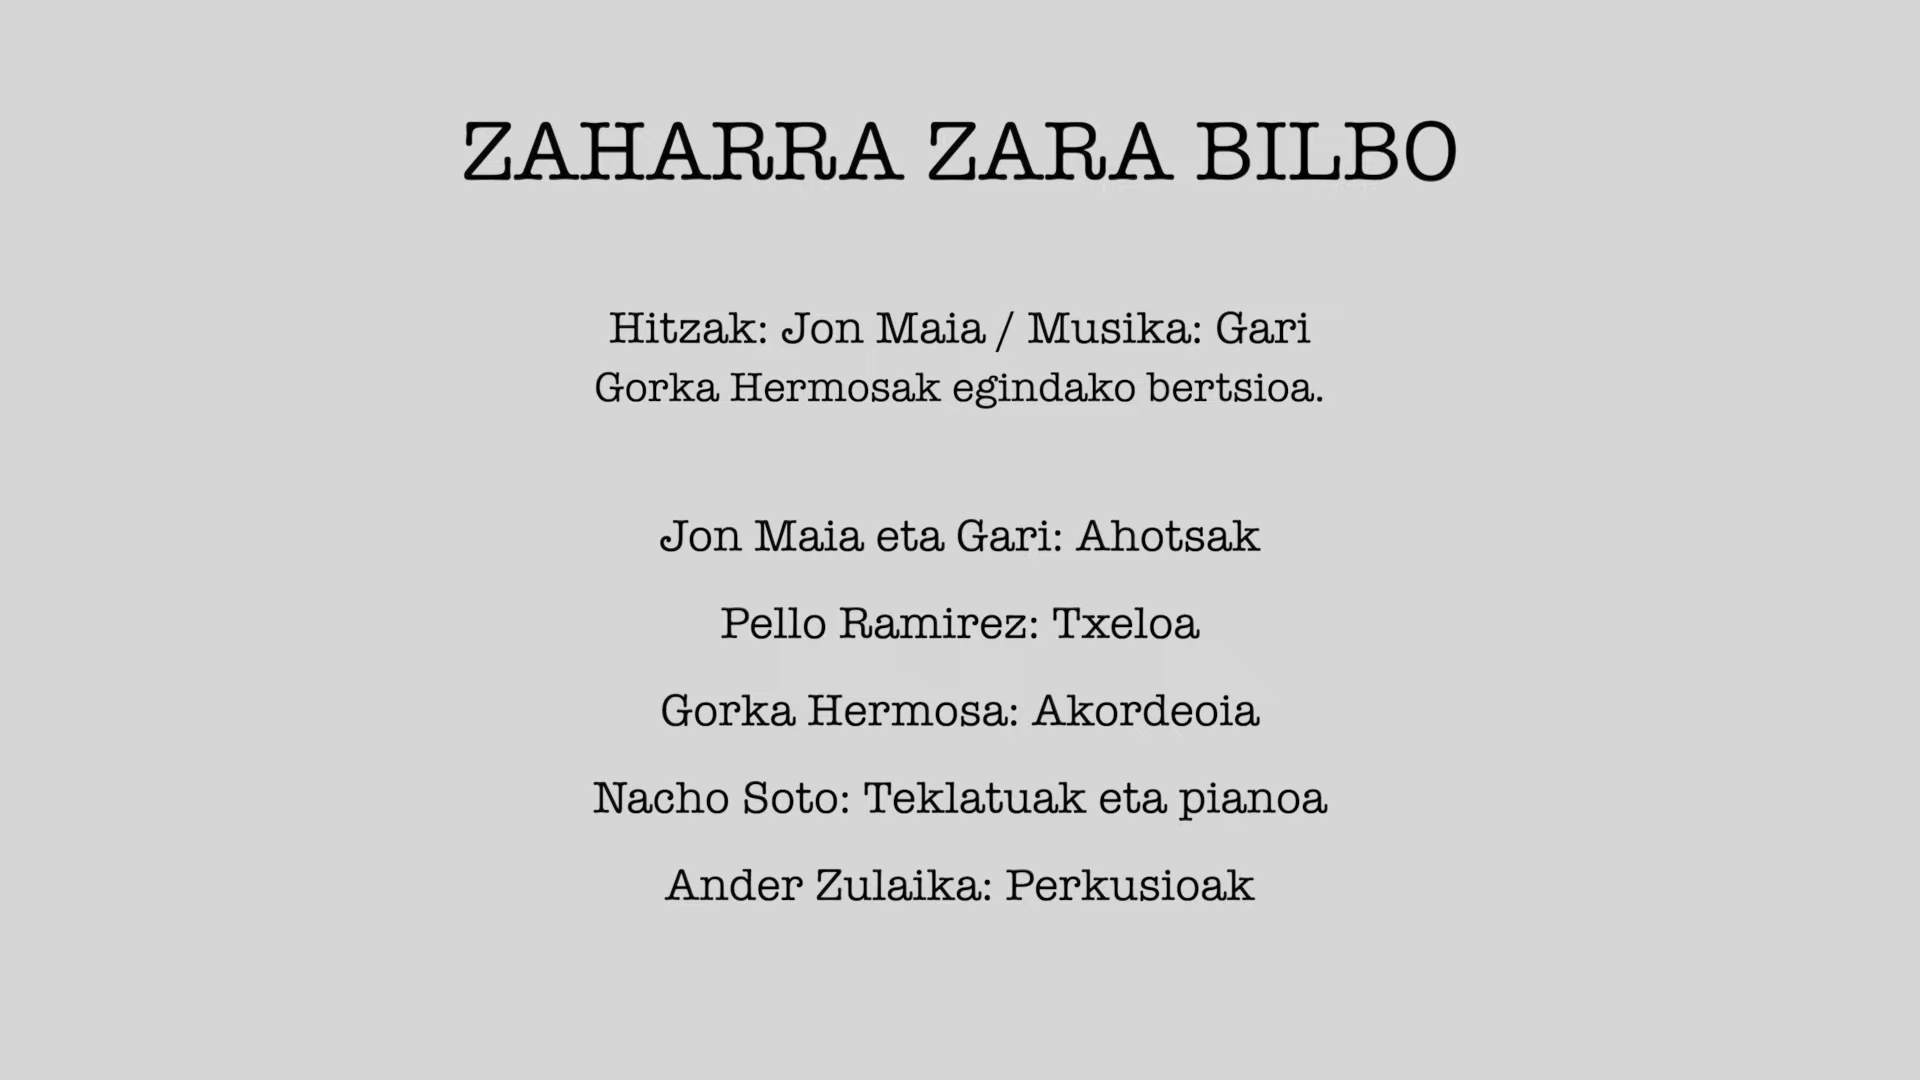 ZAHARRA ZARA BILBO
Hitzak: Jon Maia / Musika: Gari
Gorka Hermosak egindako bertsioa.
Jon Maia eta Gari: Ahotsak
Pello Ramirez: Txeloa
Gorka Hermosa: Akordeoia
Nacho Soto: Teklatuak eta pianoa
Ander Zulaika: Perkusioak